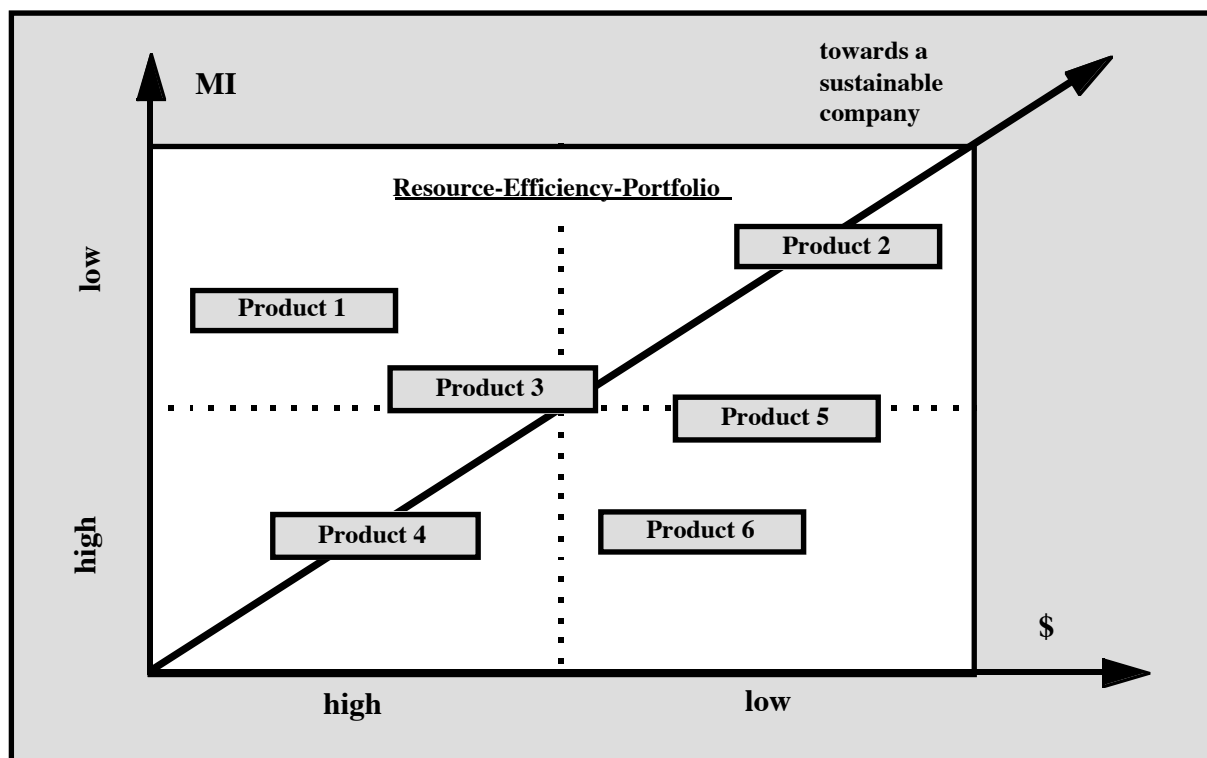 MI
towards a
sustainable
company
Resource-Efficiency-Portfolio
low
high
Product 1
Product 2
Product 3
Product 5
Product 4
Product 6
$
high
low